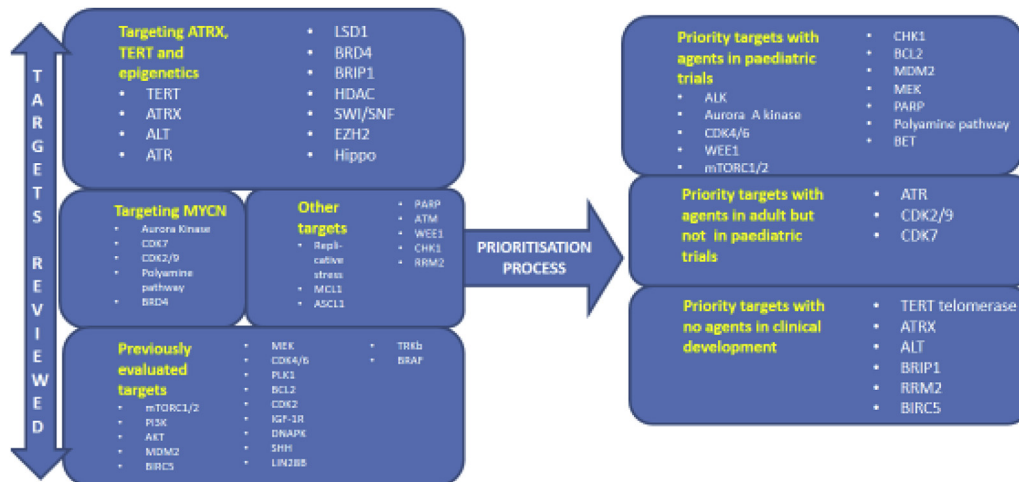 TARGETS REVIEWED
Targeting ATRX,
TERT and
epigenetics
• TERT
• ATRX
• ALT
• ATR
• LSD1
• BRD4
• BRIP1
• HDAC
• SWI/SNF
• EZH2
• Hippo
Targeting MYCN
• Aurora Kinase
• CDK7
• CDK2/9
• Polyamine
pathway
• BRD4
Other
targets
• Repli-
cative
stress
• MCL1
• ASCL1
• PARP
• ATM
• WEE1
• CHK1
• RRM2
Previously
evaluated
targets
• mTORC1/2
• PI3K
• AKT
• MDM2
• BIRC5
• MEK
• CDK4/6
• PLK1
• BCL2
• CDK2
• IGF-1R
• DNAPK
• SHH
• LIN28B
• TRKb
• BRAF
PRIORITISATION
PROCESS
Priority targets with
agents in paediatric
trials
• ALK
• Aurora A kinase
• CDK4/6
• WEE1
• mTORC1/2
• CHK1
• BCL2
• MDM2
• MEK
• PARP
• Polyamine pathway
• BET
Priority targets with
agents in adult but
not in paediatric
trials
• ATR
• CDK2/9
• CDK7
Priority targets with
no agents in clinical
development
• TERT telomerase
• ATRX
• ALT
• BRIP1
• RRM2
• BIRC5